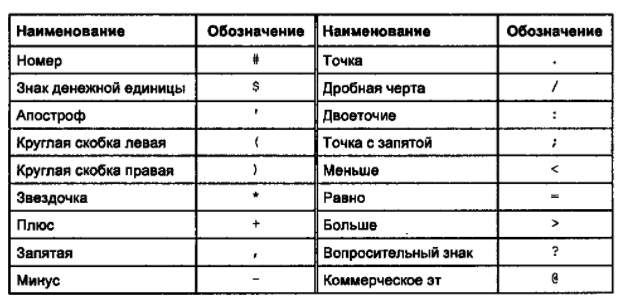 Наименование Обозначение Наименование Обозначение
Номер # Точка .
Знак денежной единицы $ Дробная черта /
Апостроф ' Двоеточие :
Круглая скобка левая ( Точка с запятой ;
Круглая скобка правая ) Меньше <
Звездочка * Равно =
Плюс + Больше >
Запятая , Вопросительный знак ?
Минус – Коммерческое эт @